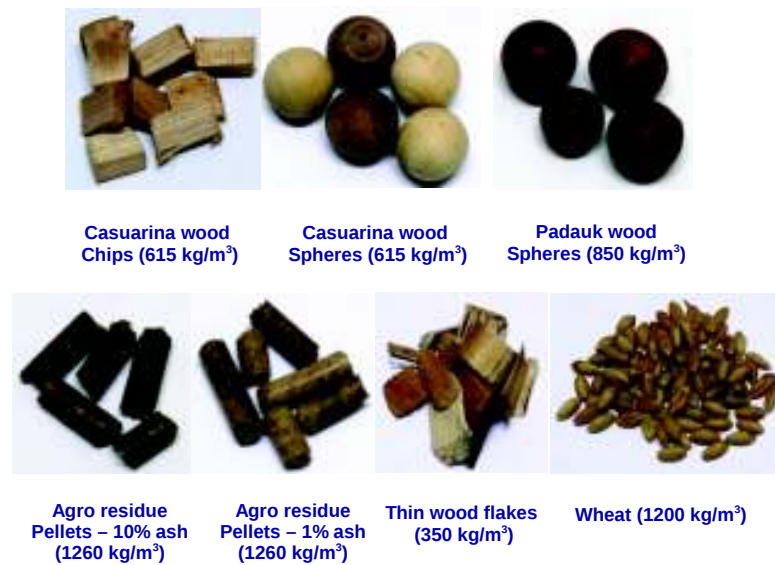 Casuarina wood
Chips (615 kg/m³)
Casuarina wood
Spheres (615 kg/m³)
Padauk wood
Spheres (850 kg/m³)
Agro residue
Pellets – 10% ash
(1260 kg/m³)
Agro residue
Pellets – 1% ash
(1260 kg/m³)
Thin wood flakes
(350 kg/m³)
Wheat (1200 kg/m³)